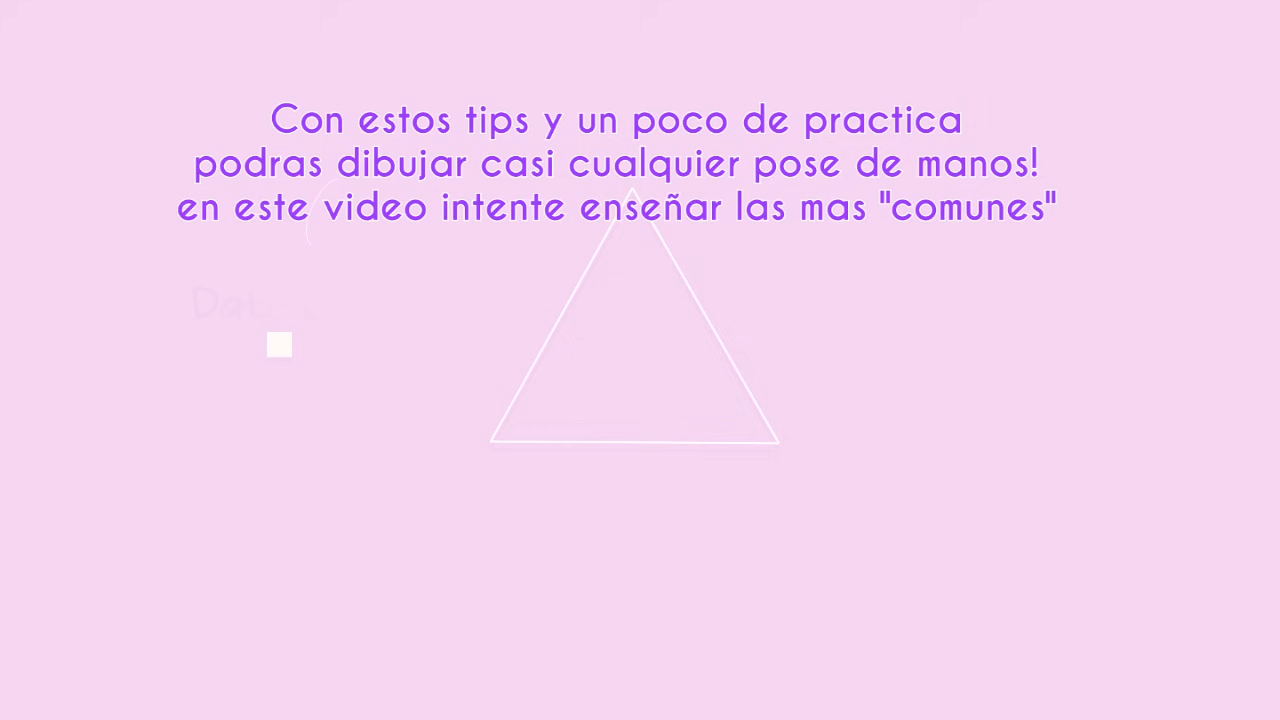 Con estos tips y un poco de practica
podras dibujar casi cualquier pose de manos!
en este video intente enseñar las mas "comunes"